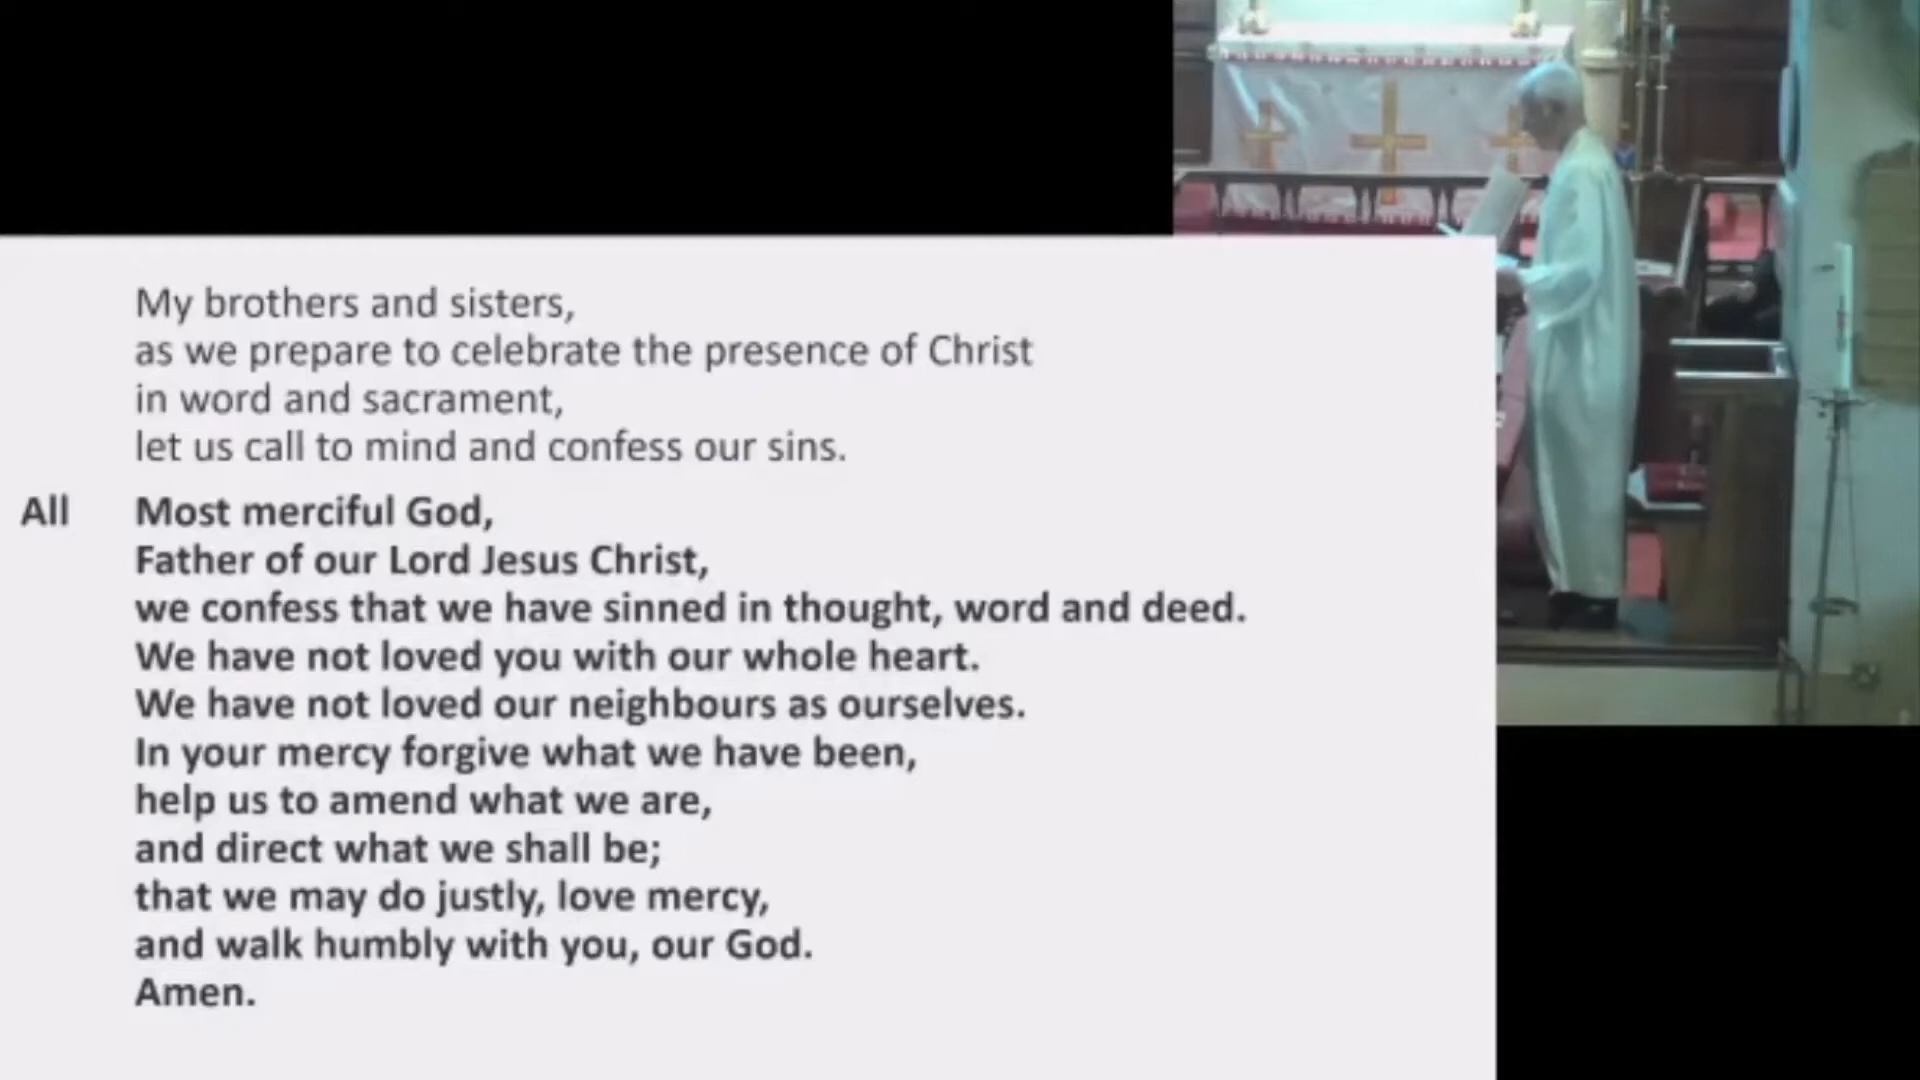 My brothers and sisters,
as we prepare to celebrate the presence of Christ
in word and sacrament,
let us call to mind and confess our sins.
All Most merciful God,
Father of our Lord Jesus Christ,
we confess that we have sinned in thought, word and deed.
We have not loved you with our whole heart.
We have not loved our neighbours as ourselves.
In your mercy forgive what we have been,
help us to amend what we are,
and direct what we shall be;
that we may do justly, love mercy,
and walk humbly with you, our God.
Amen.